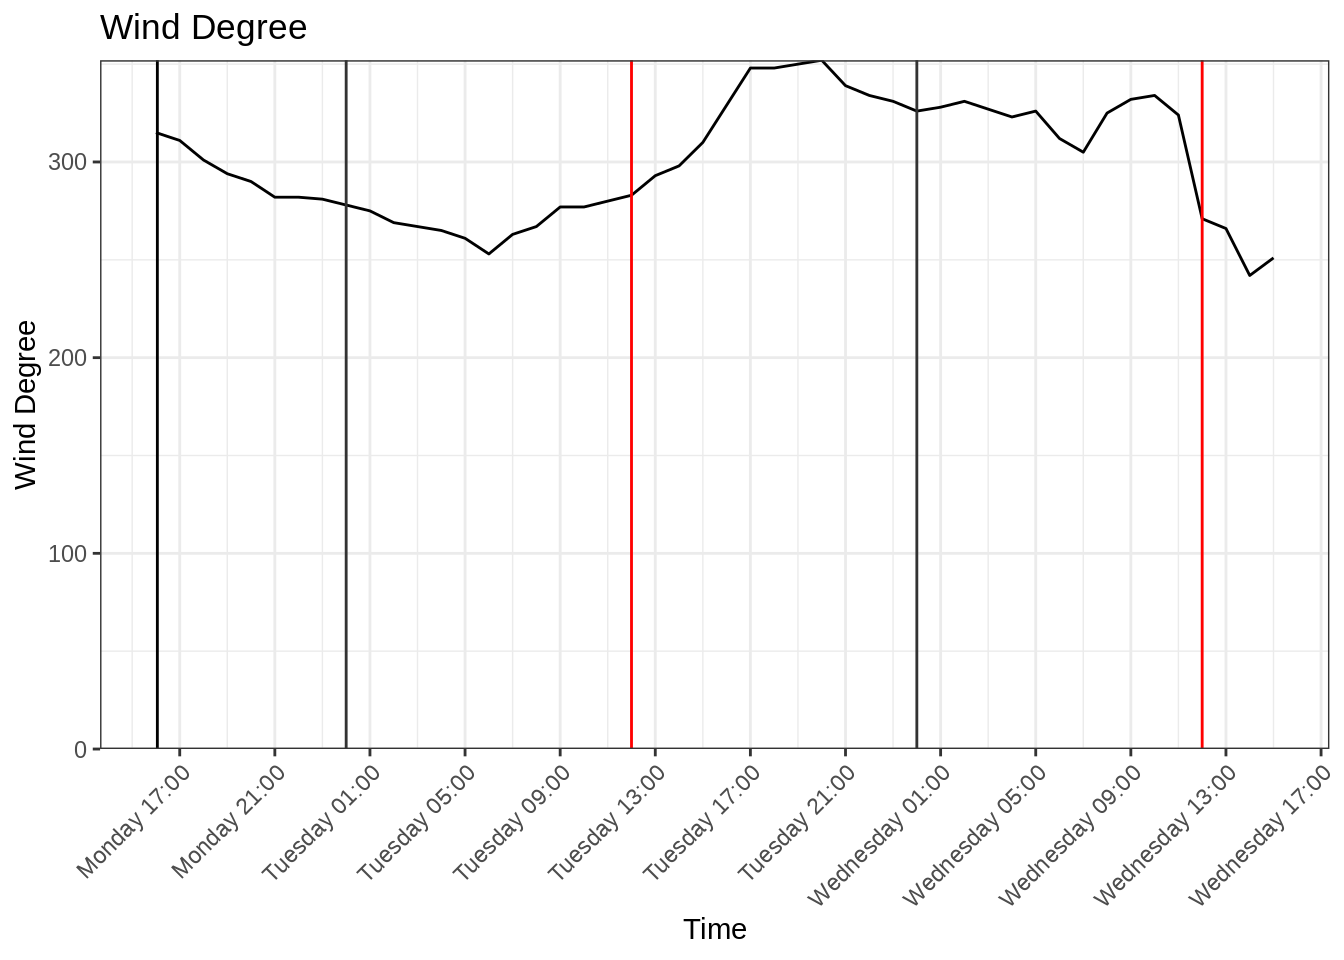 Wind Degree
Wind Degree
300
200
100
0
Monday 17:00
Monday 21:00
Tuesday 01:00
Tuesday 05:00
Tuesday 09:00
Tuesday 13:00
Tuesday 17:00
Tuesday 21:00
Wednesday 01:00
Wednesday 05:00
Wednesday 09:00
Wednesday 13:00
Wednesday 17:00
Time